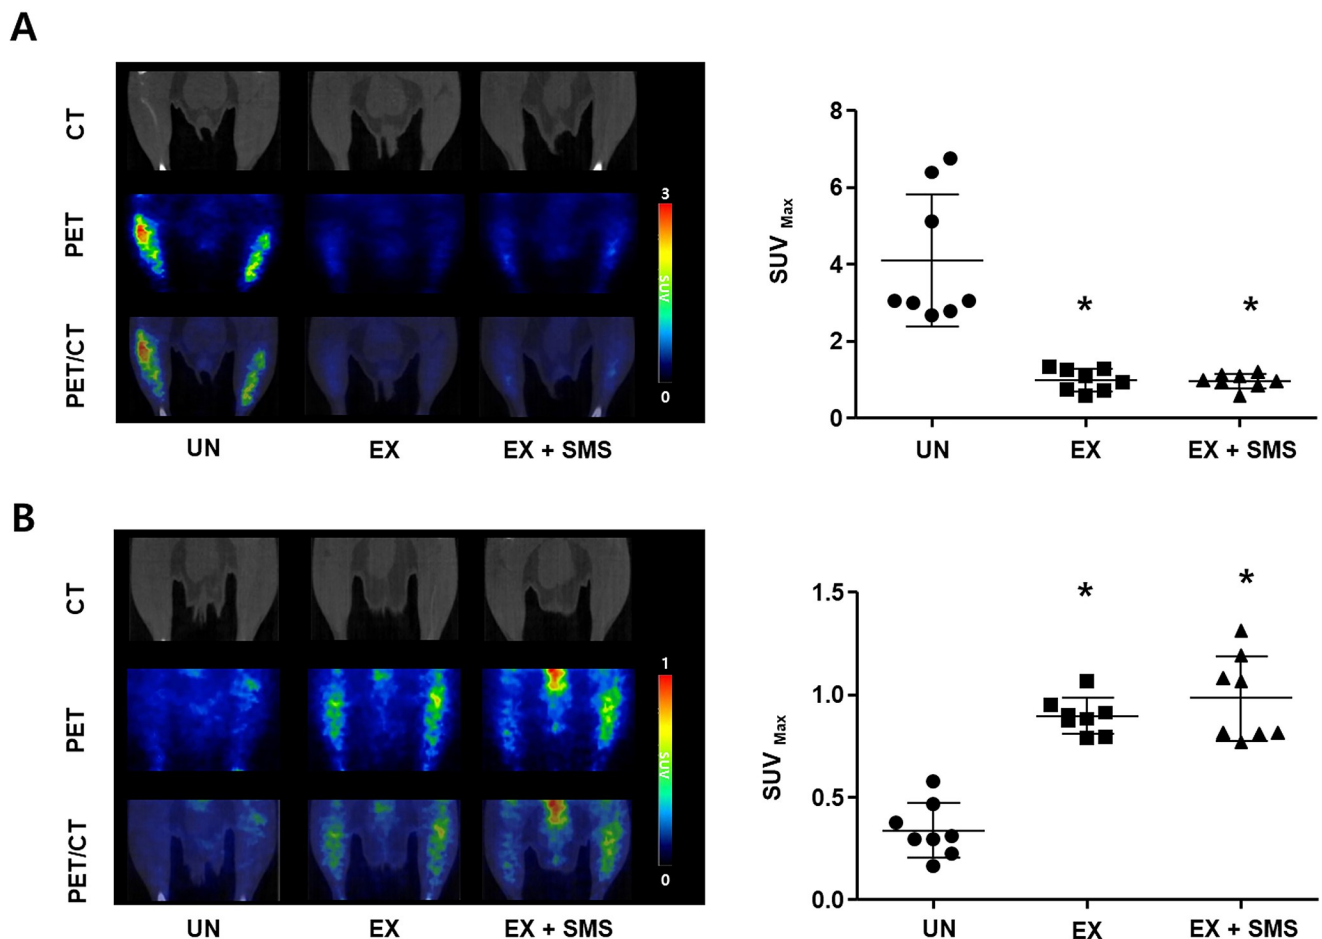 A
CT
PET
PET/CT
3
SUV
0
UN
EX
EX + SMS
SUV Max
8
6
4
2
0
*
*
UN
EX
EX + SMS
B
CT
PET
PET/CT
1
SUV
0
UN
EX
EX + SMS
SUV Max
1.5
1.0
0.5
0.0
*
*
UN
EX
EX + SMS